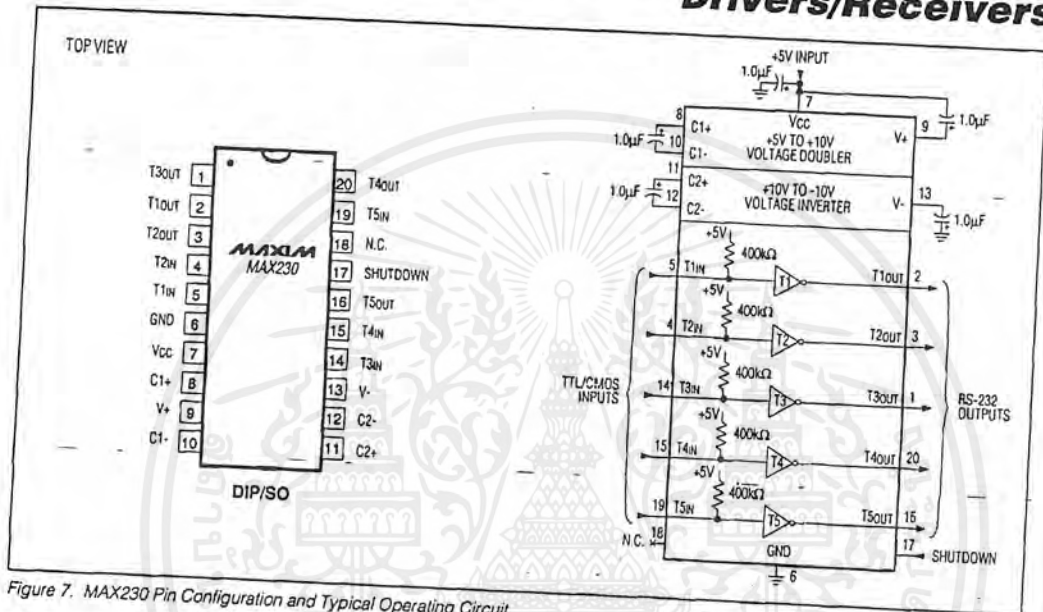 Drivers/Receivers
TOP VIEW
T3OUT 1
T1OUT 2
T2OUT 3
T2IN 4
T1IN 5
GND 6
VCC 7
C1+ 8
V+ 9
C1- 10
20 T4OUT
19 T5IN
18 N.C.
17 SHUTDOWN
16 T5OUT
15 T4IN
14 T3IN
13 V-
12 C2-
11 C2+
MAXIM
MAX230
DIP/SO
+5V INPUT
1.0µF
7
VCC
8 C1+
1.0µF
10 C1-
+5V TO +10V
VOLTAGE DOUBLER
V+ 9
1.0µF
11 C2+
1.0µF
12 C2-
+10V TO -10V
VOLTAGE INVERTER
V- 13
1.0µF
+5V
400kΩ
5 T1IN
T1
T1OUT 2
+5V
400kΩ
4 T2IN
T2
T2OUT 3
+5V
400kΩ
14 T3IN
T3
T3OUT 1
+5V
400kΩ
15 T4IN
T4
T4OUT 20
+5V
400kΩ
19 T5IN
T5
T5OUT 16
TTL/CMOS
INPUTS
RS-232
OUTPUTS
N.C. 18
GND
6
17 SHUTDOWN
Figure 7. MAX230 Pin Configuration and Typical Operating Circuit